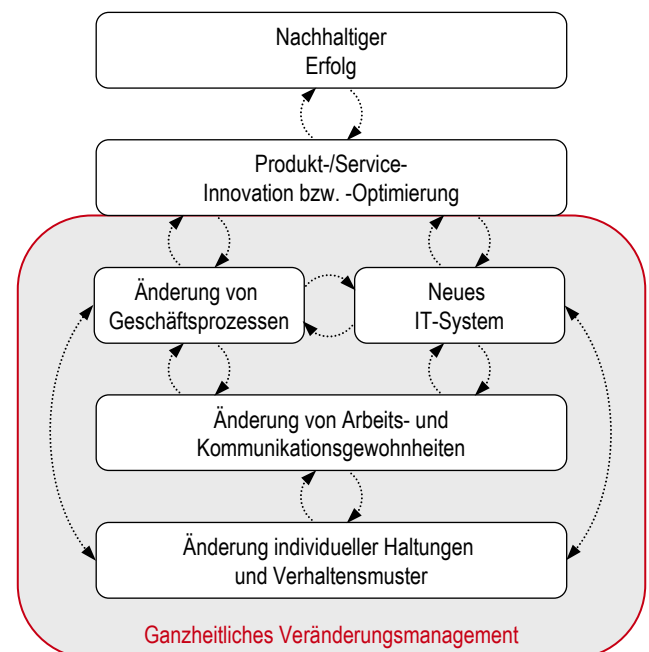 Nachhaltiger
Erfolg
Produkt-/Service-
Innovation bzw. -Optimierung
Änderung von
Geschäftsprozessen
Neues
IT-System
Änderung von Arbeits- und
Kommunikationsgewohnheiten
Änderung individueller Haltungen
und Verhaltensmuster
Ganzheitliches Veränderungsmanagement